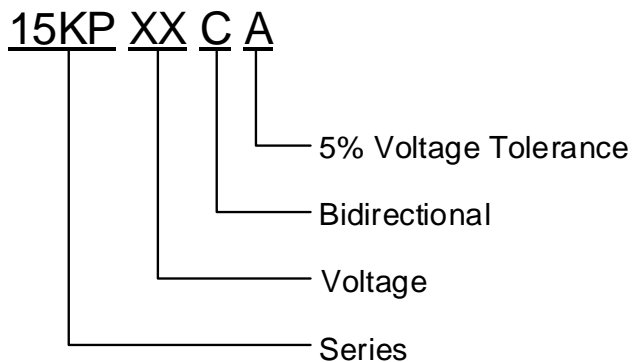 15KP XX C A
5% Voltage Tolerance
Bidirectional
Voltage
Series